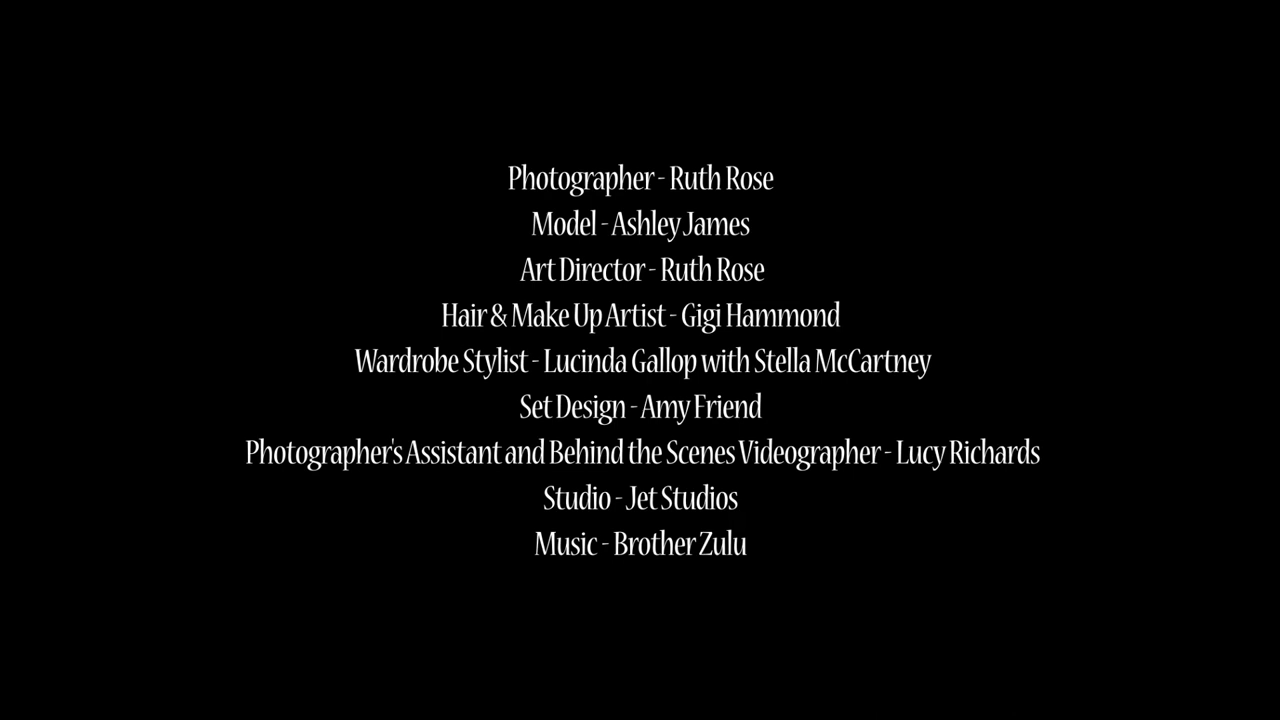 Photographer - Ruth Rose
Model - Ashley James
Art Director - Ruth Rose
Hair & Make Up Artist - Gigi Hammond
Wardrobe Stylist - Lucinda Gallop with Stella McCartney
Set Design - Amy Friend
Photographer's Assistant and Behind the Scenes Videographer - Lucy Richards
Studio - Jet Studios
Music - Brother Zulu